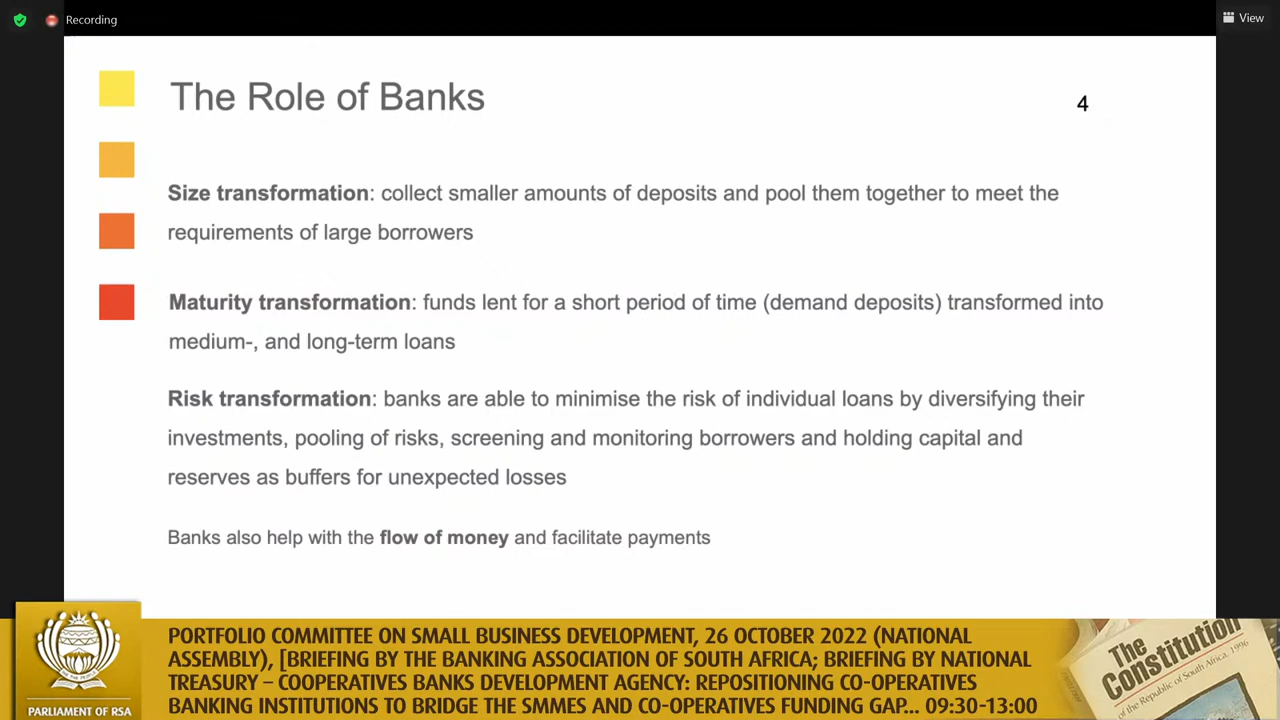 Recording
View
The Role of Banks
4
Size transformation: collect smaller amounts of deposits and pool them together to meet the
requirements of large borrowers
Maturity transformation: funds lent for a short period of time (demand deposits) transformed into
medium-, and long-term loans
Risk transformation: banks are able to minimise the risk of individual loans by diversifying their
investments, pooling of risks, screening and monitoring borrowers and holding capital and
reserves as buffers for unexpected losses
Banks also help with the flow of money and facilitate payments
PORTFOLIO COMMITTEE ON SMALL BUSINESS DEVELOPMENT, 26 OCTOBER 2022 (NATIONAL
ASSEMBLY), [BRIEFING BY THE BANKING ASSOCIATION OF SOUTH AFRICA; BRIEFING BY NATIONAL
TREASURY – COOPERATIVES BANKS DEVELOPMENT AGENCY: REPOSITIONING CO-OPERATIVES
BANKING INSTITUTIONS TO BRIDGE THE SMMES AND CO-OPERATIVES FUNDING GAP... 09:30-13:00
PARLIAMENT OF RSA
The
Constitution
of the Republic of South Africa, 1996